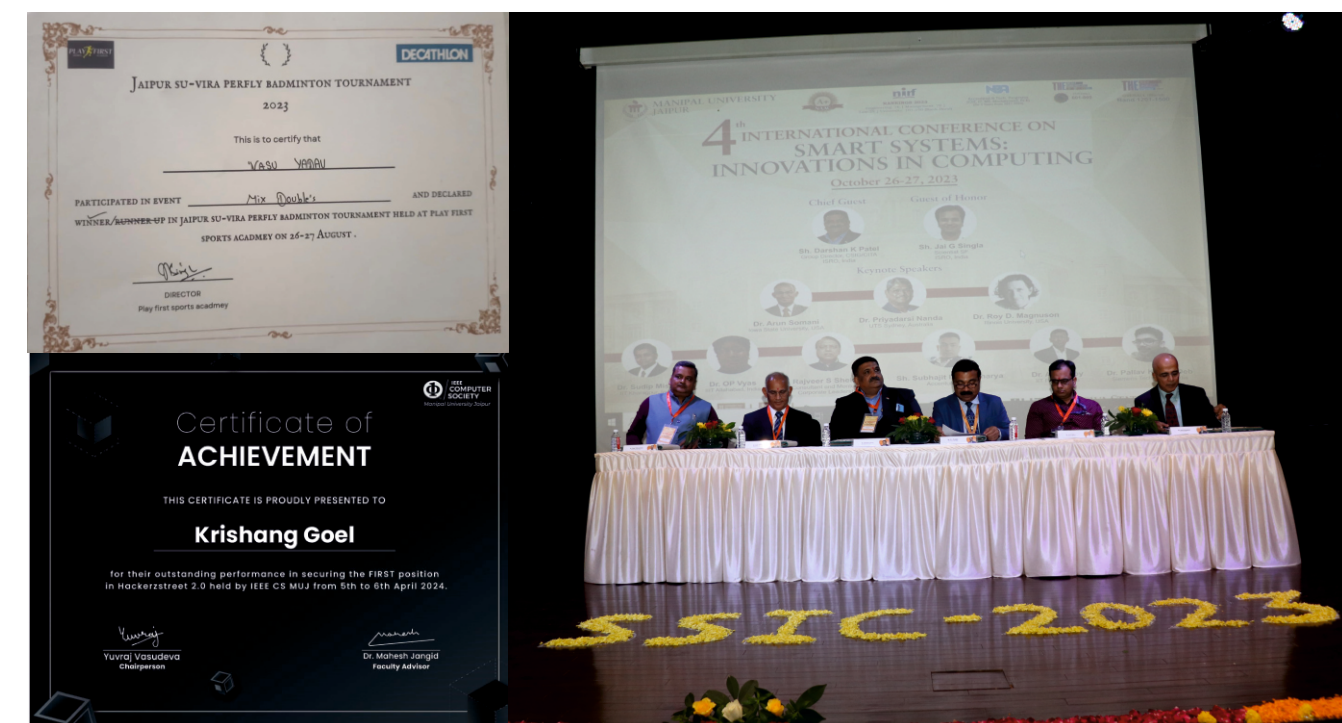 PLAY FIRST
DECATHLON
JAIPUR SU-VIRA PERFLY BADMINTON TOURNAMENT
2023
This is to certify that
VASU YADAV
PARTICIPATED IN EVENT Mix Double's AND DECLARED
WINNER/RUNNER UP IN JAIPUR SU-VIRA PERFLY BADMINTON TOURNAMENT HELD AT PLAY FIRST
SPORTS ACADMEY ON 26-27 AUGUST .
DIRECTOR
Play first sports acadmey
IEEE
COMPUTER
SOCIETY
Manipal University Jaipur
Certificate of
ACHIEVEMENT
THIS CERTIFICATE IS PROUDLY PRESENTED TO
Krishang Goel
for their outstanding performance in securing the FIRST position
in Hackerzstreet 2.0 held by IEEE CS MUJ from 5th to 6th April 2024.
Yuvraj
Yuvraj Vasudeva
Chairperson
Mahesh
Dr. Mahesh Jangid
Faculty Advisor
MANIPAL UNIVERSITY
JAIPUR
nirf
4th INTERNATIONAL CONFERENCE ON
SMART SYSTEMS:
INNOVATIONS IN COMPUTING
October 26-27, 2023
Chief Guest
Guest of Honor
Sh. Darshan K Patel
Sh. Jai G Singla
Keynote Speakers
Dr. Arun Somani
Dr. Priyadarsi Nanda
Dr. Roy D. Magnuson
Dr. OP Vyas
SSIC-2023